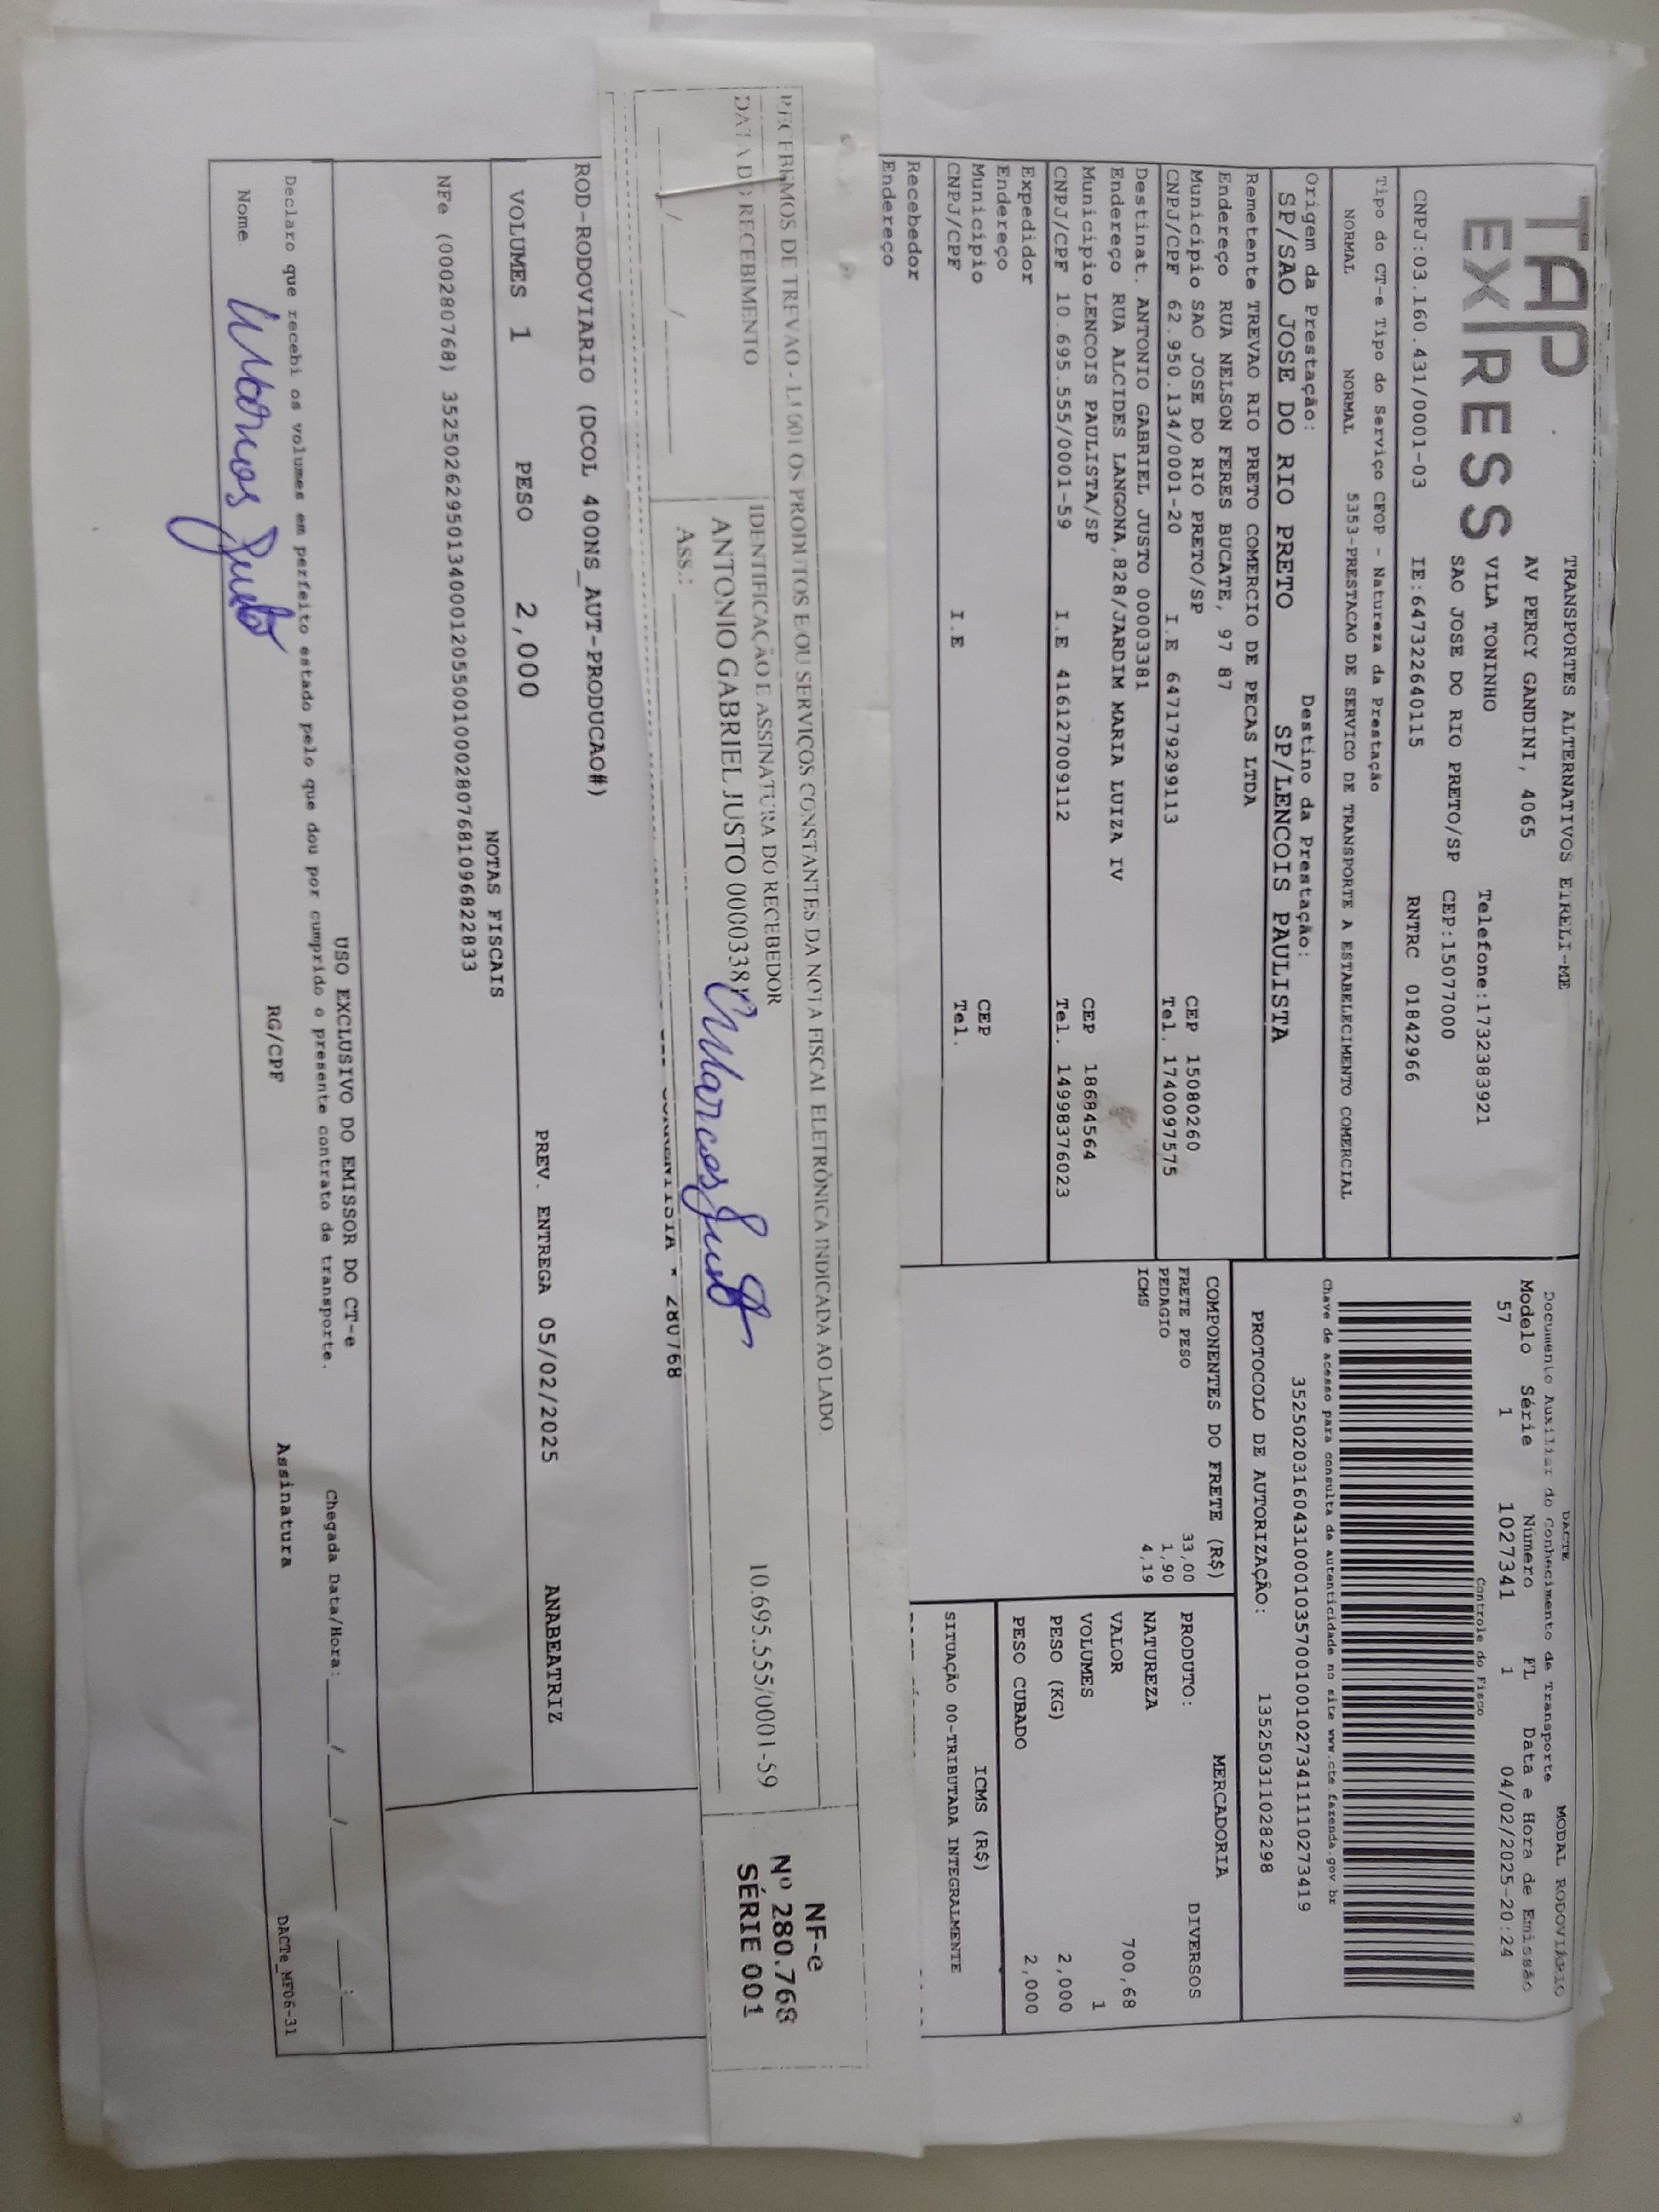 TAP
EXPRESS
TRANSPORTES ALTERNATIVOS EIRELI-ME
AV PERCY GANDINI, 4065
VILA TONINHO Telefone:1732383921
SAO JOSE DO RIO PRETO/SP CEP:15077000
CNPJ:03.160.431/0001-03 IE:647322640115 RNTRC 01842966
Tipo do CT-e Tipo do Serviço CFOP - Natureza da Prestação
NORMAL NORMAL 5353-PRESTACAO DE SERVICO DE TRANSPORTE A ESTABELECIMENTO COMERCIAL
Origem da Prestação: Destino da Prestação:
SP/SAO JOSE DO RIO PRETO SP/LENCOIS PAULISTA
Remetente TREVAO RIO PRETO COMERCIO DE PECAS LTDA
Endereço RUA NELSON FERES BUCATE, 97 87
Município SAO JOSE DO RIO PRETO/SP CEP 15080260
CNPJ/CPF 62.950.134/0001-20 I.E 647179299113 Tel. 1740097575
Destinat. ANTONIO GABRIEL JUSTO 00003381
Endereço RUA ALCIDES LANGONA,828/JARDIM MARIA LUIZA IV
Municipio LENCOIS PAULISTA/SP CEP 18684564
CNPJ/CPF 10.695.555/0001-59 I.E 416127009112 Tel. 14998376023
Expedidor
Endereço
Municipio CEP
CNPJ/CPF I.E Tel.
Recebedor
Endereço
DACTE MODAL RODOVIÁRIO
Documento Auxiliar do Conhecimento de Transporte
Modelo Série Número FL Data e Hora de Emissão
57 1 1027341 1 04/02/2025-20:24
Controle do Fisco
Chave de acesso para consulta de autenticidade no site www.cte.fazenda.gov.br
35250203160431000103570010010273411110273419
PROTOCOLO DE AUTORIZAÇÃO: 135250311028298
COMPONENTES DO FRETE (R$)
FRETE PESO 33,00
PEDAGIO 1,90
ICMS 4,19
MERCADORIA
PRODUTO: DIVERSOS
NATUREZA
VALOR 700,68
VOLUMES 1
PESO (KG) 2,000
PESO CUBADO 2,000
ICMS (R$)
SITUAÇÃO 00-TRIBUTADA INTEGRALMENTE
RECEBEMOS DE TREVAO - LJ 001 OS PRODUTOS E/OU SERVIÇOS CONSTANTES DA NOTA FISCAL ELETRÔNICA INDICADA AO LADO.
DATA DO RECEBIMENTO IDENTIFICAÇÃO E ASSINATURA DO RECEBEDOR
ANTONIO GABRIEL JUSTO 00003381 10.695.555/0001-59
Ass.: Marcos Justo
NF-e
Nº 280.768
SÉRIE 001
280768
ROD-RODOVIARIO (DCOL 400NS_AUT-PRODUCAO#)
VOLUMES 1 PESO 2,000 PREV. ENTREGA 05/02/2025 ANABEATRIZ
NOTAS FISCAIS
NFe (000280768) 35250262950134000120550010002807681096822833
USO EXCLUSIVO DO EMISSOR DO CT-e
Declaro que recebi os volumes em perfeito estado pelo que dou por cumprido o presente contrato de transporte. Chegada Data/Hora: ____/____/____ ____:____
Nome Marcos Justo RG/CPF Assinatura
DACTe_MF06-31